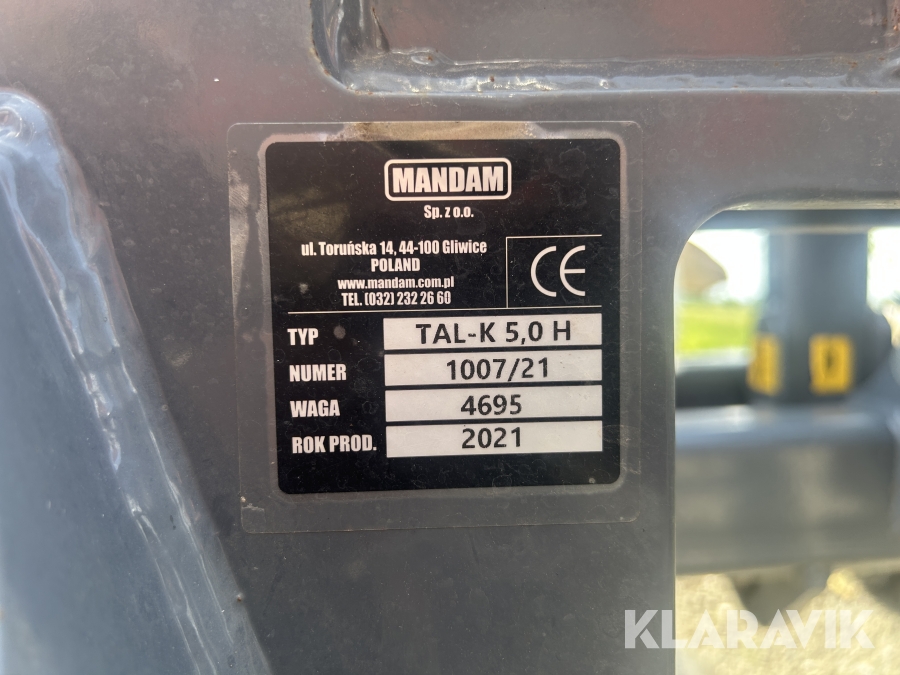 MANDAM
Sp. z o.o.
ul. Toruńska 14, 44-100 Gliwice
POLAND
www.mandam.com.pl
TEL. (032) 232 26 60
CE
TYP TAL-K 5,0 H
NUMER 1007/21
WAGA 4695
ROK PROD. 2021
KLARAVIK